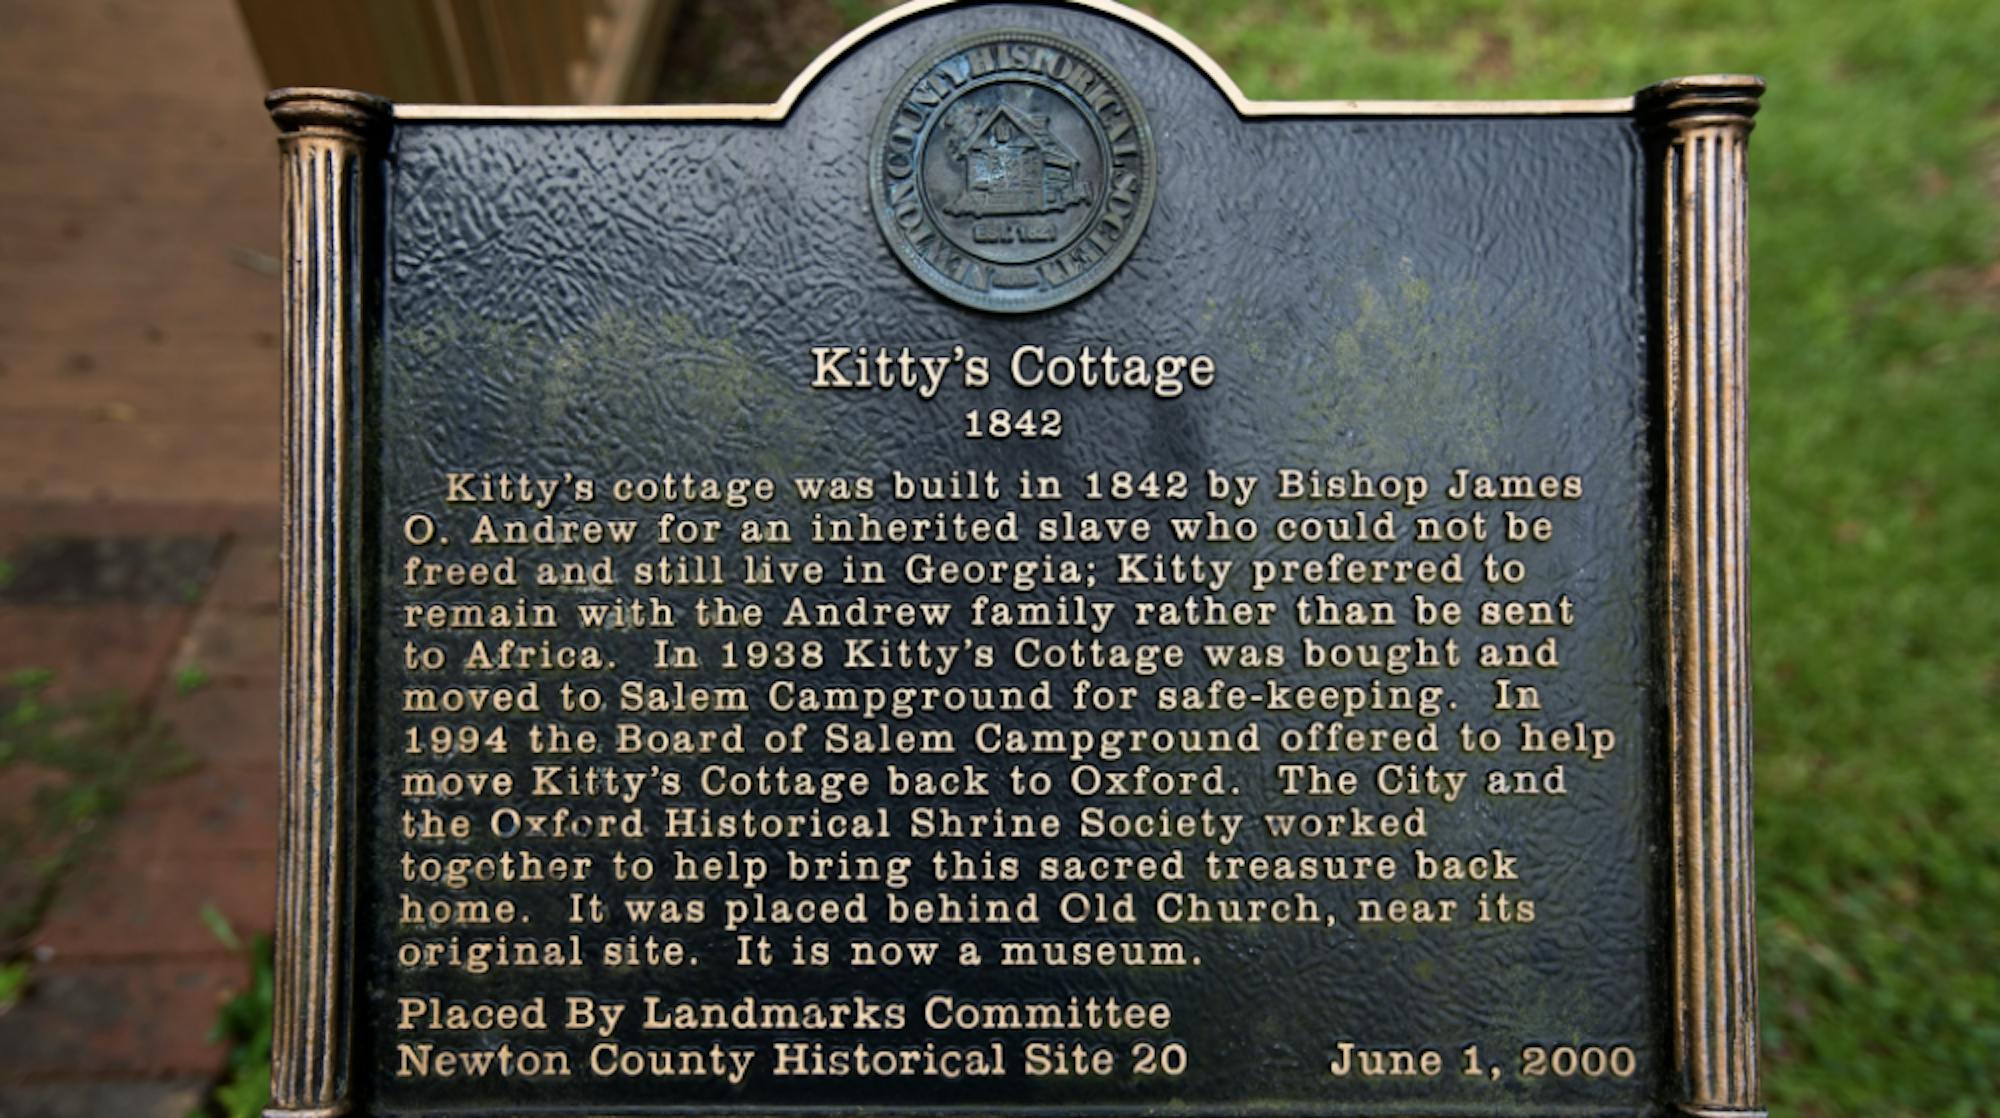 NEWTON COUNTY HISTORICAL SOCIETY
Kitty's Cottage
1842
Kitty's cottage was built in 1842 by Bishop James
O. Andrew for an inherited slave who could not be
freed and still live in Georgia; Kitty preferred to
remain with the Andrew family rather than be sent
to Africa. In 1938 Kitty's Cottage was bought and
moved to Salem Campground for safe-keeping. In
1994 the Board of Salem Campground offered to help
move Kitty's Cottage back to Oxford. The City and
the Oxford Historical Shrine Society worked
together to help bring this sacred treasure back
home. It was placed behind Old Church, near its
original site. It is now a museum.
Placed By Landmarks Committee
Newton County Historical Site 20 June 1, 2000